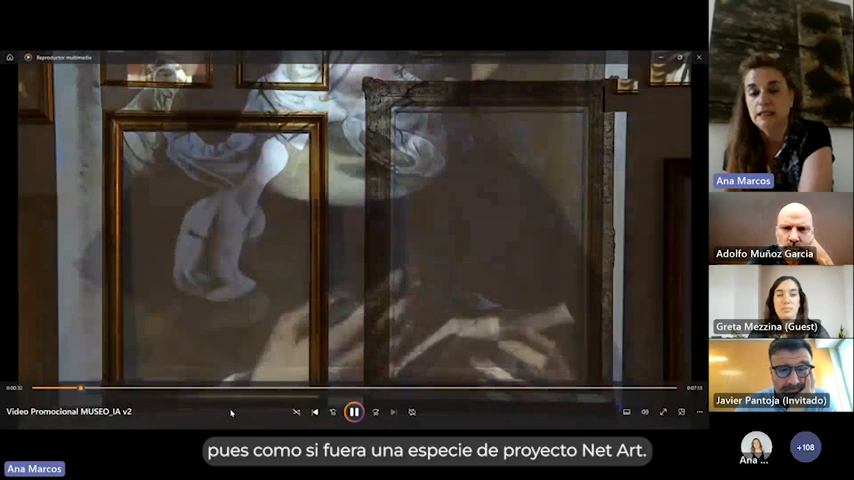 Reproductor multimedia
Ana Marcos
Adolfo Muñoz Garcia
Greta Mezzina (Guest)
0:00:32
0:07:13
Javier Pantoja (Invitado)
Video Promocional MUSEO_IA v2
pues como si fuera una especie de proyecto Net Art.
Ana ...
+108
Ana Marcos